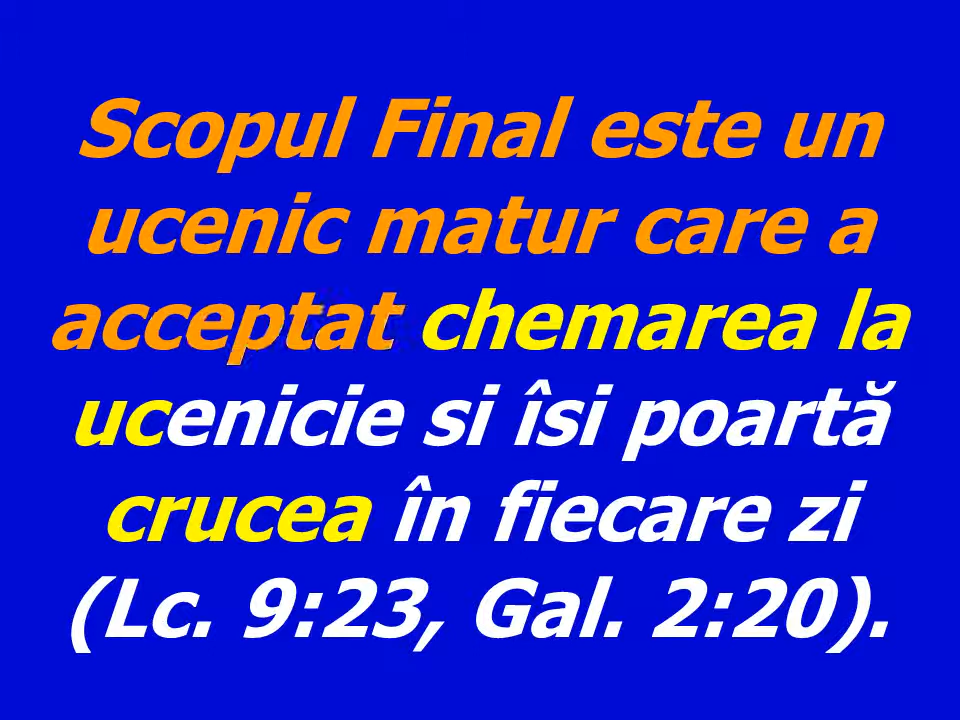 Scopul Final este un
ucenic matur care a
acceptat chemarea la
ucenicie si îsi poartă
crucea în fiecare zi
(Lc. 9:23, Gal. 2:20).